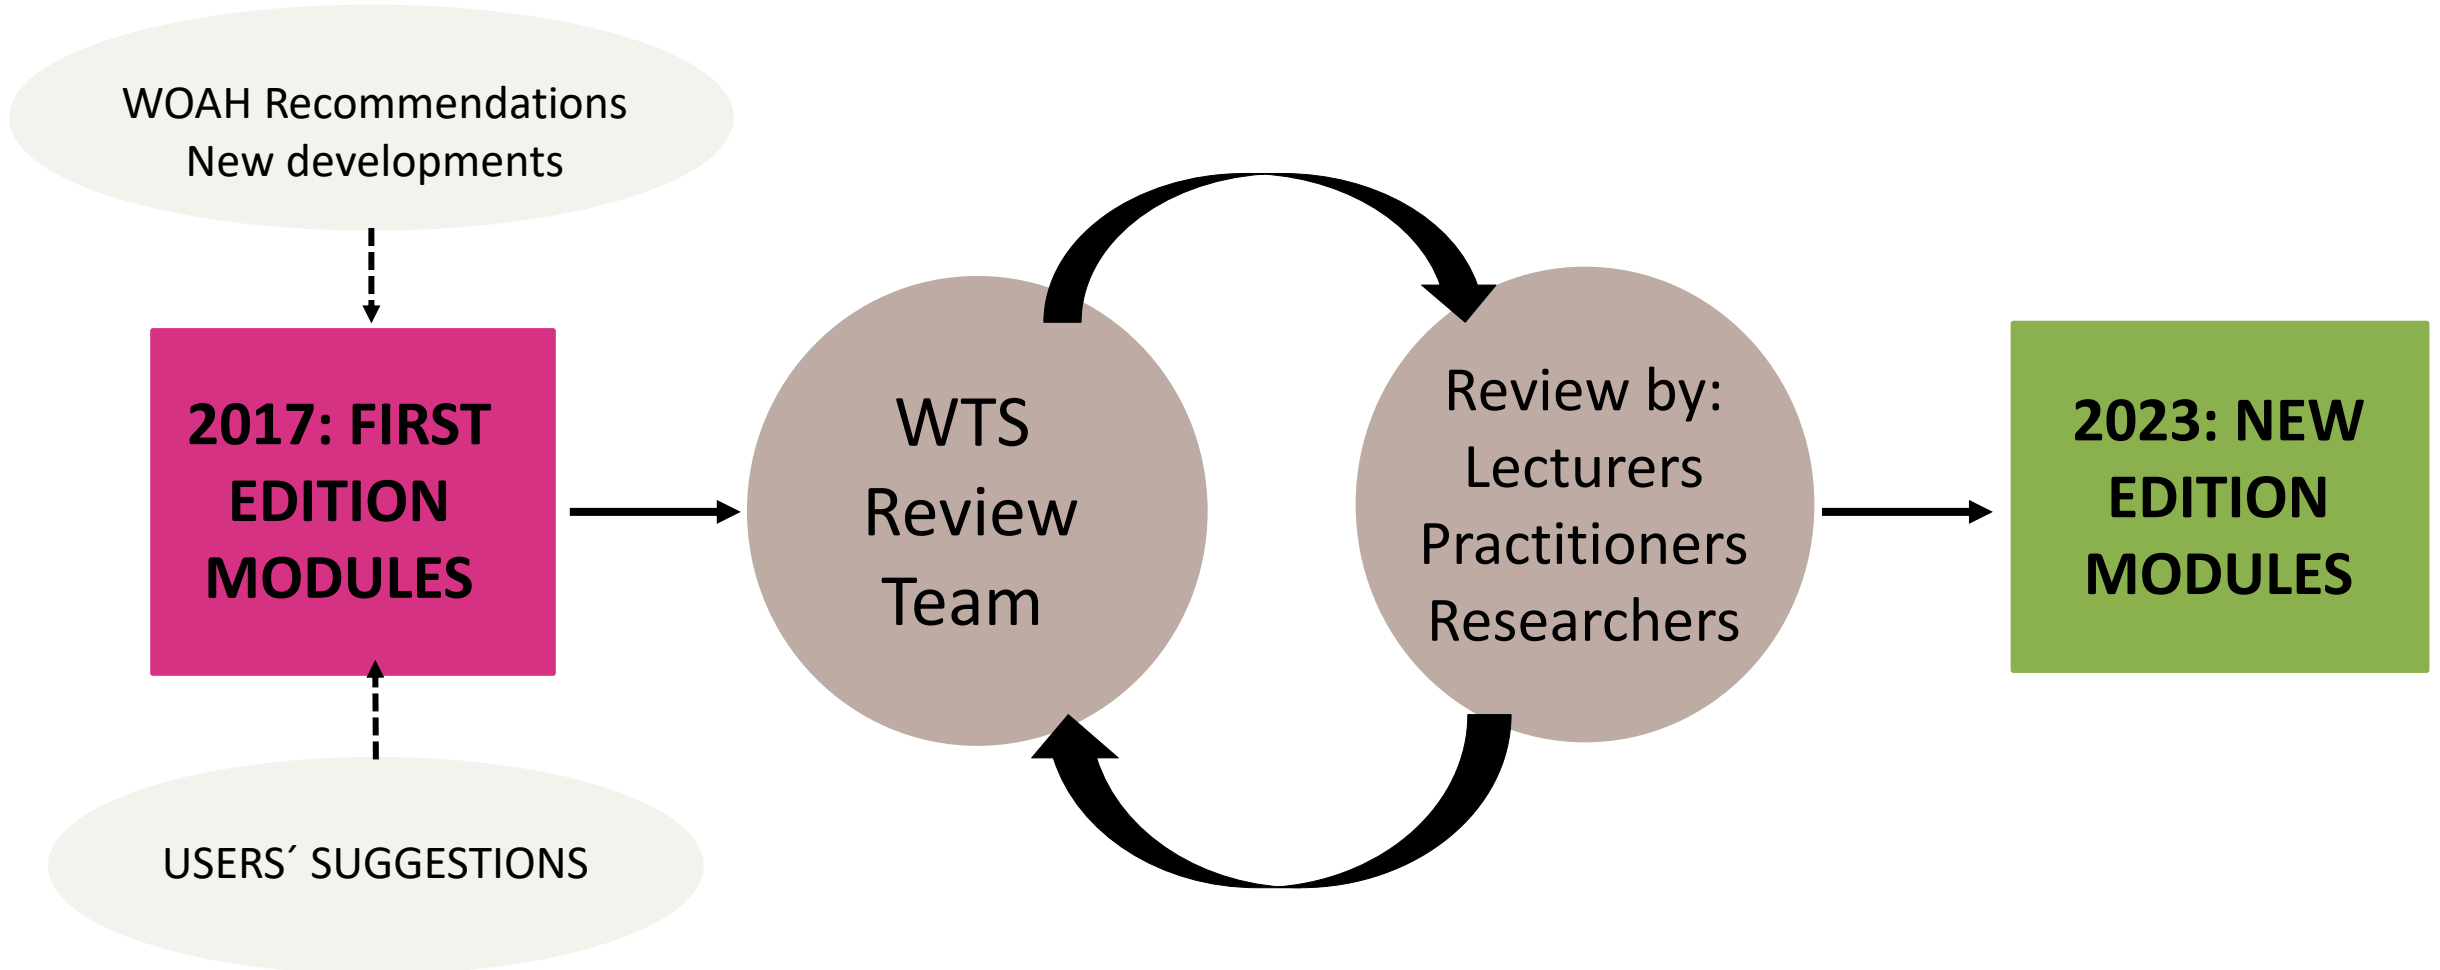 WOAH Recommendations
New developments
2017: FIRST
EDITION
MODULES
USERS´ SUGGESTIONS
WTS
Review
Team
Review by:
Lecturers
Practitioners
Researchers
2023: NEW
EDITION
MODULES